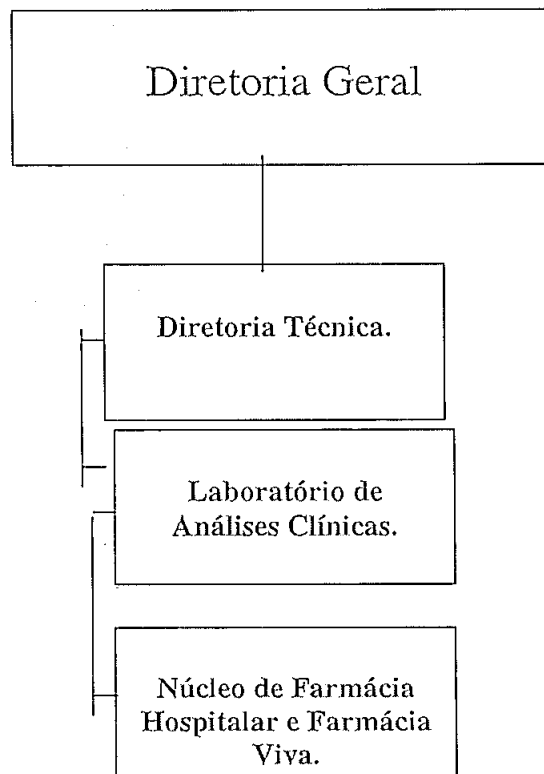 Diretoria Geral
Diretoria Técnica.
Laboratório de
Análises Clínicas.
Núcleo de Farmácia
Hospitalar e Farmácia
Viva.